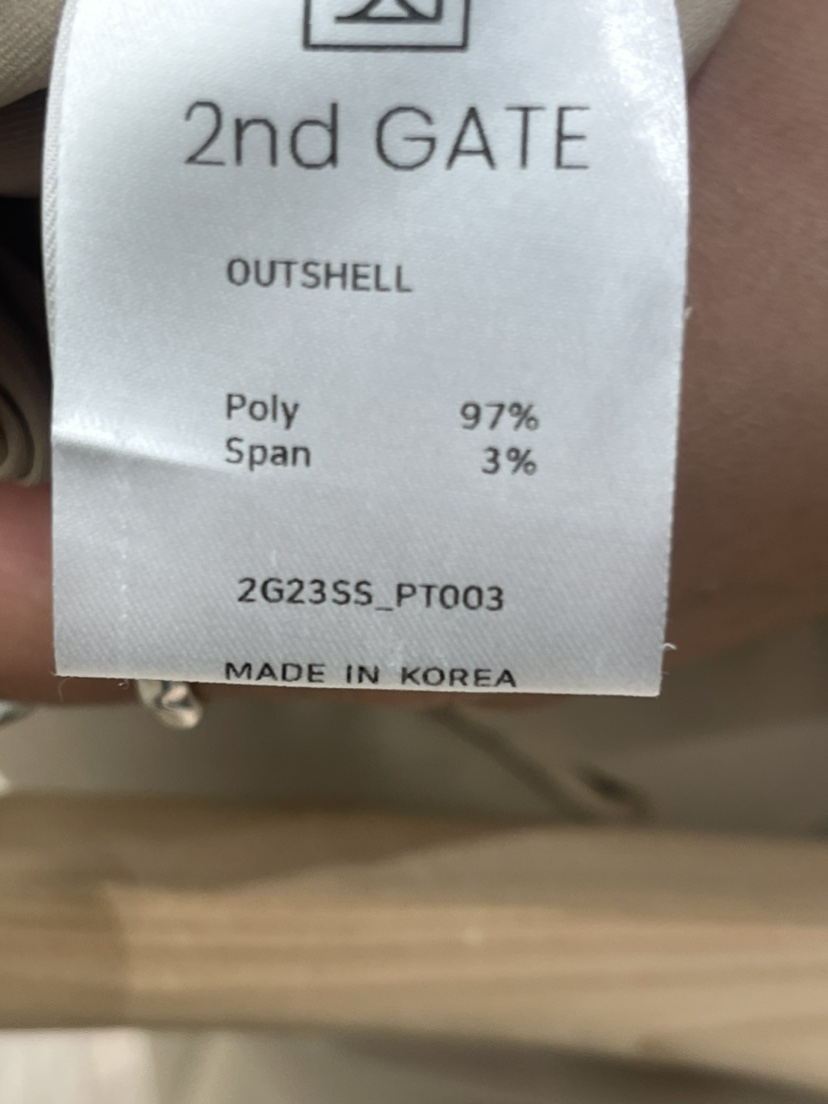 2nd GATE
OUTSHELL
Poly 97%
Span 3%
2G23SS_PT003
MADE IN KOREA